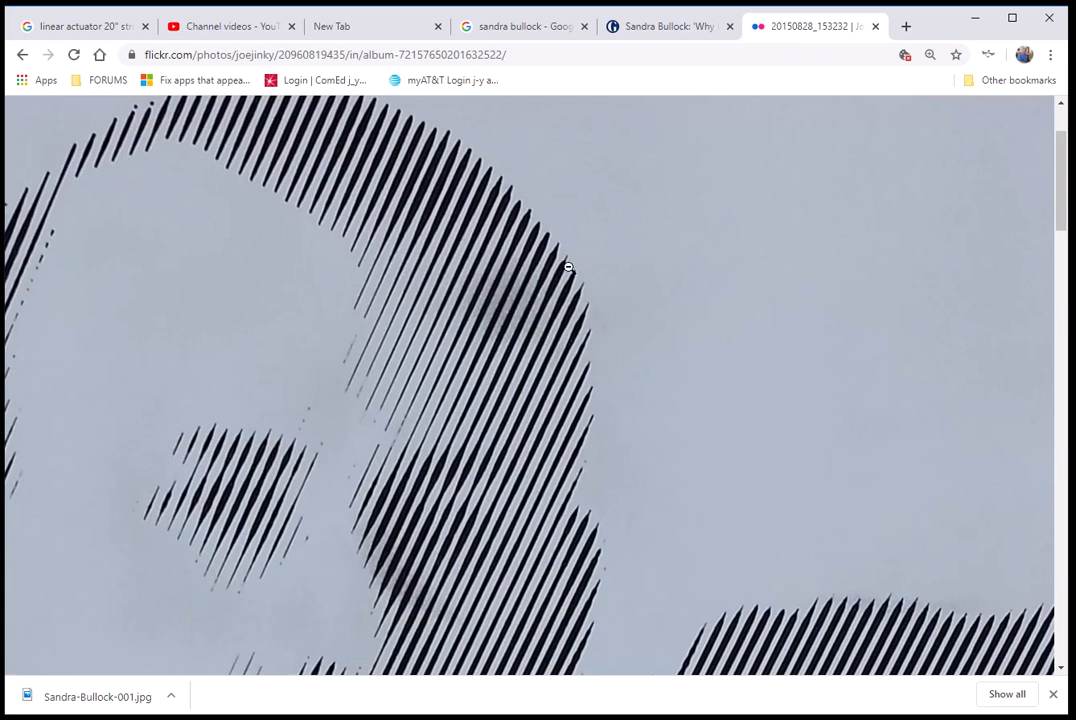 linear actuator 20" str
Channel videos - YouT
New Tab
sandra bullock - Goog
Sandra Bullock: 'Why
20150828_153232 | Jo
flickr.com/photos/joejinky/20960819435/in/album-72157650201632522/
Apps
FORUMS
Fix apps that appea...
Login | ComEd j_y...
myAT&T Login j-y a...
Other bookmarks
Sandra-Bullock-001.jpg
Show all